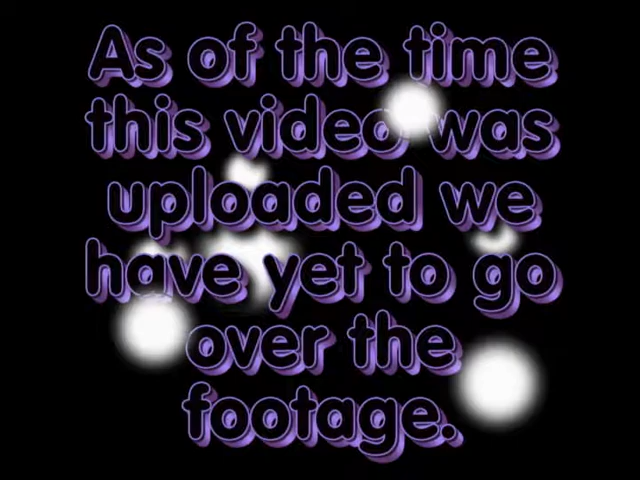 As of the time
this video was
uploaded we
have yet to go
over the
footage.